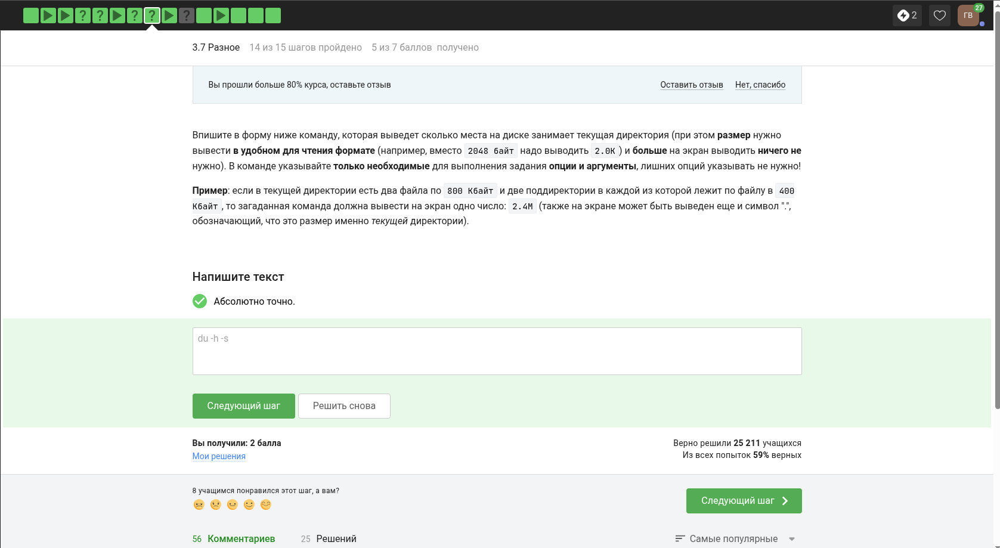 ? ? ? ? ?
2
ГВ
27
3.7 Разное 14 из 15 шагов пройдено 5 из 7 баллов получено
Вы прошли больше 80% курса, оставьте отзыв Оставить отзыв Нет, спасибо
Впишите в форму ниже команду, которая выведет сколько места на диске занимает текущая директория (при этом размер нужно
вывести в удобном для чтения формате (например, вместо 2048 байт надо выводить 2.0К) и больше на экран выводить ничего не
нужно). В команде указывайте только необходимые для выполнения задания опции и аргументы, лишних опций указывать не нужно!
Пример: если в текущей директории есть два файла по 800 Кбайт и две поддиректории в каждой из которой лежит по файлу в 400
Кбайт, то загаданная команда должна вывести на экран одно число: 2.4М (также на экране может быть выведен еще и символ ".",
обозначающий, что это размер именно текущей директории).
Напишите текст
Абсолютно точно.
du -h -s
Следующий шаг Решить снова
Вы получили: 2 балла
Мои решения
Верно решили 25 211 учащихся
Из всех попыток 59% верных
8 учащимся понравился этот шаг, а вам?
Следующий шаг
56 Комментариев 25 Решений Самые популярные